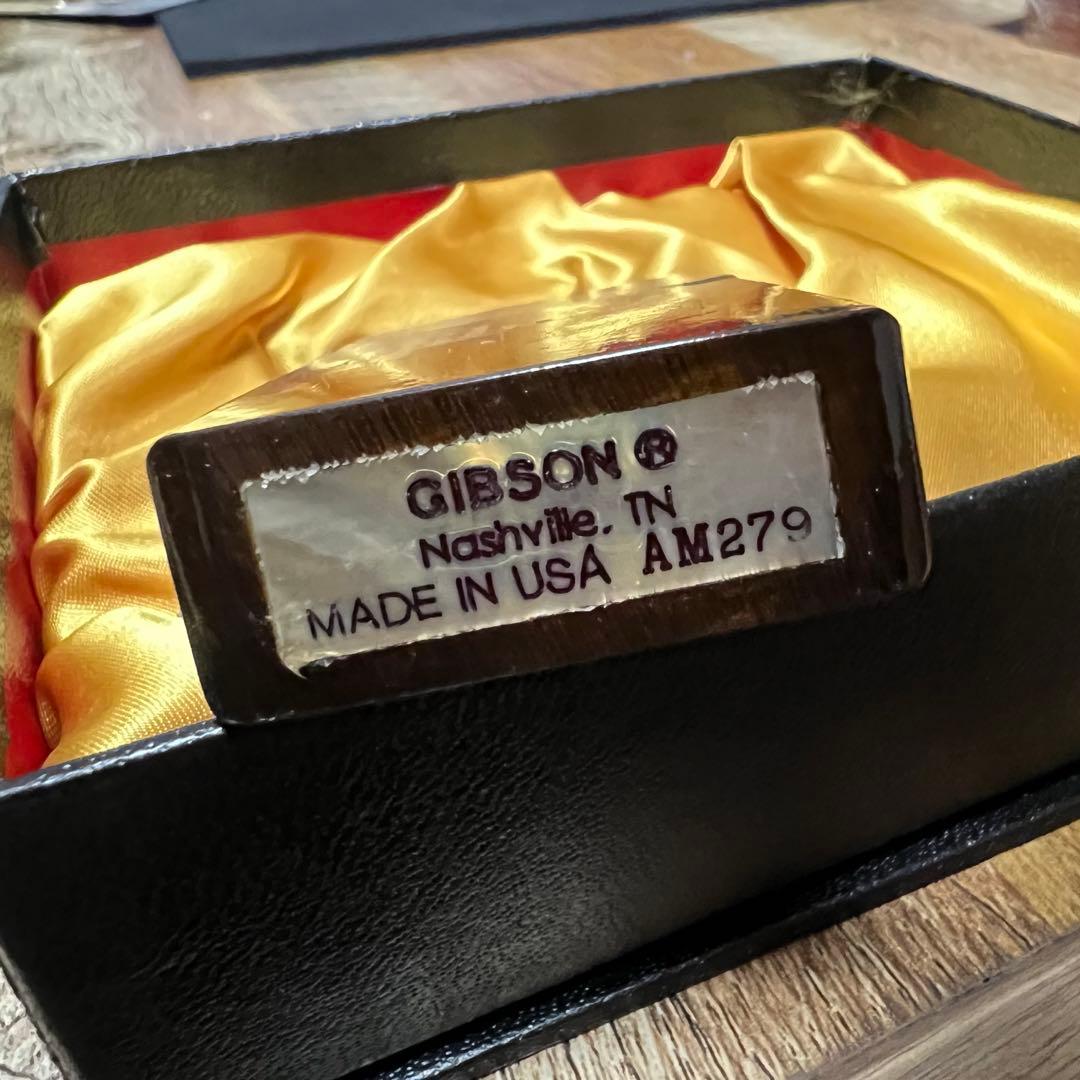 GIBSON ®
Nashville, TN
MADE IN USA AM279